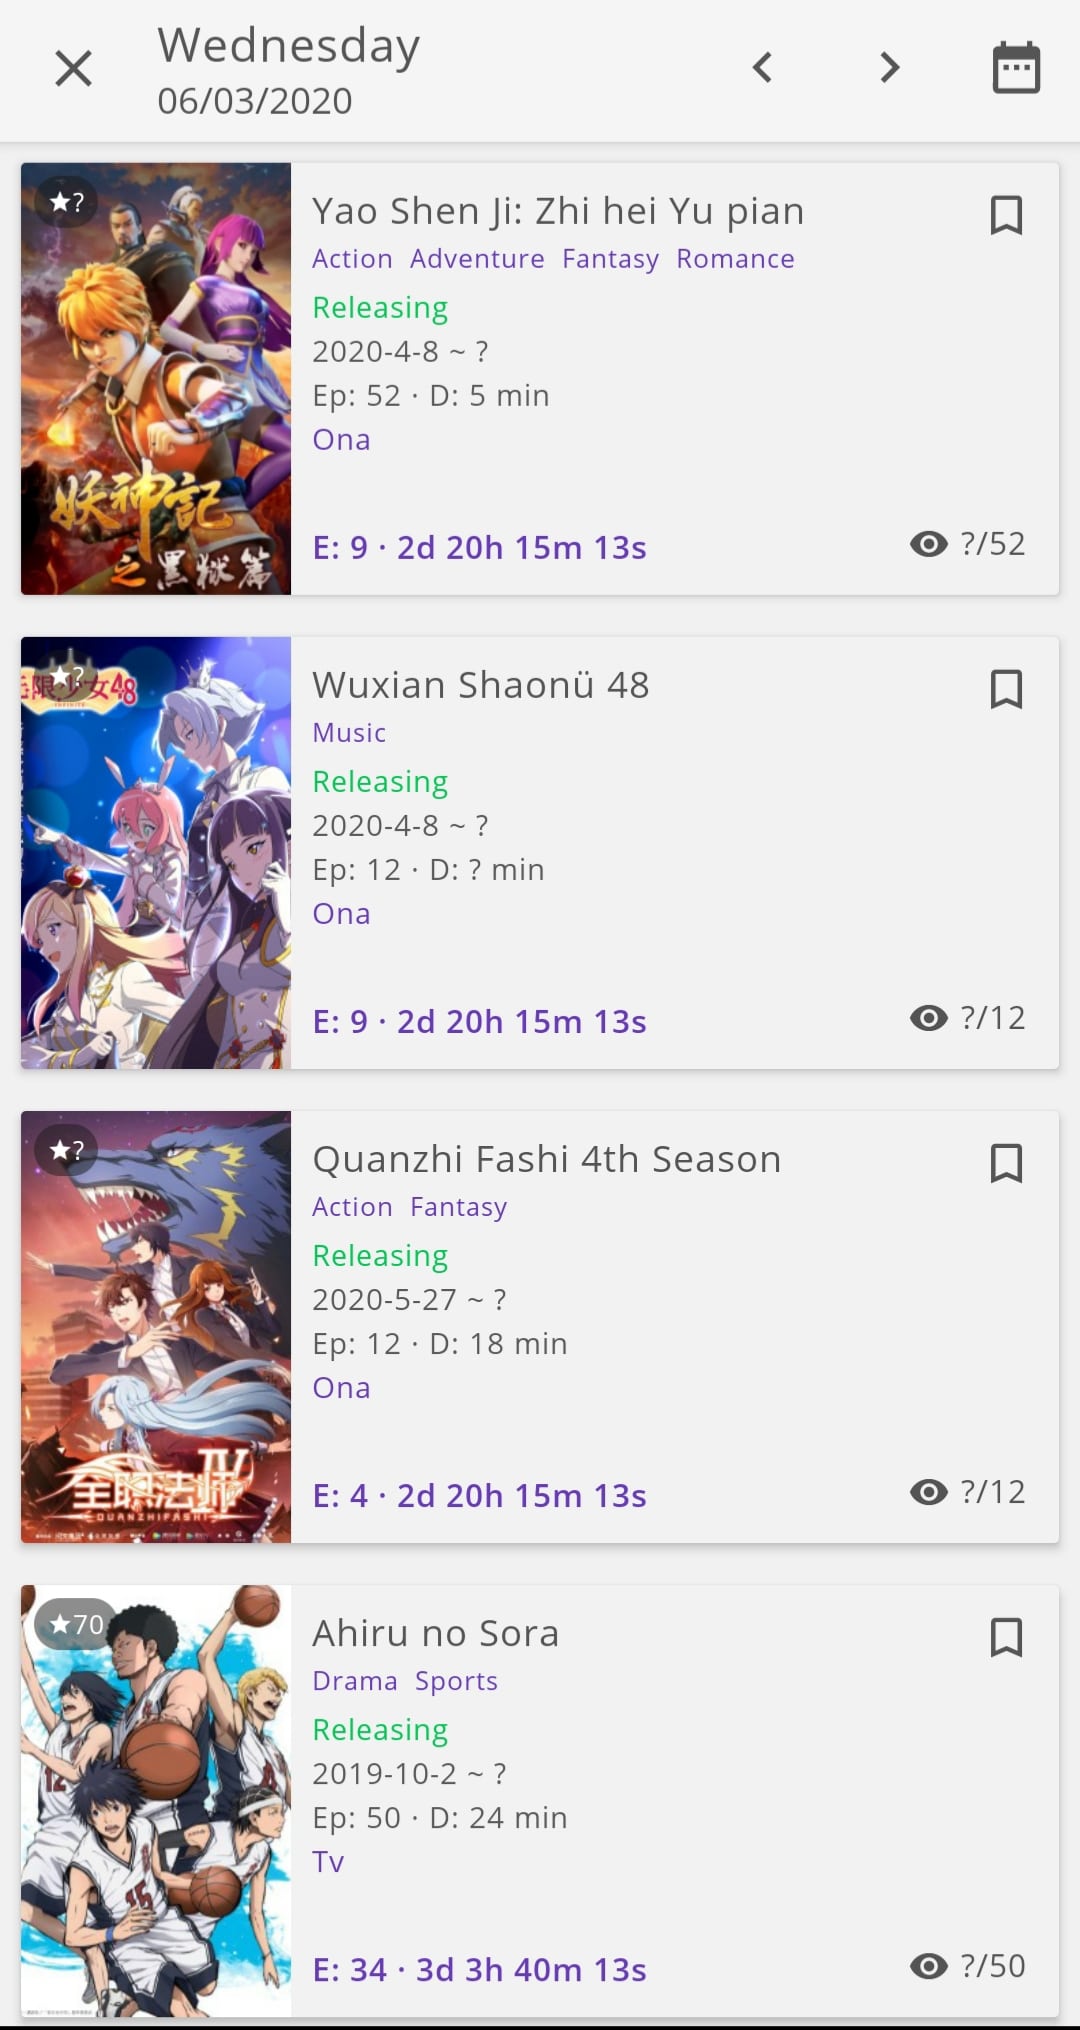 Wednesday
06/03/2020
★?
妖神記
之黑獄篇
Yao Shen Ji: Zhi hei Yu pian
Action Adventure Fantasy Romance
Releasing
2020-4-8 ~ ?
Ep: 52 · D: 5 min
Ona
E: 9 · 2d 20h 15m 13s
?/52
★?
限少女48
Wuxian Shaonü 48
Music
Releasing
2020-4-8 ~ ?
Ep: 12 · D: ? min
Ona
E: 9 · 2d 20h 15m 13s
?/12
★?
全职法师IV
QUANZHIFASHI
Quanzhi Fashi 4th Season
Action Fantasy
Releasing
2020-5-27 ~ ?
Ep: 12 · D: 18 min
Ona
E: 4 · 2d 20h 15m 13s
?/12
★70
12
15
Ahiru no Sora
Drama Sports
Releasing
2019-10-2 ~ ?
Ep: 50 · D: 24 min
Tv
E: 34 · 3d 3h 40m 13s
?/50